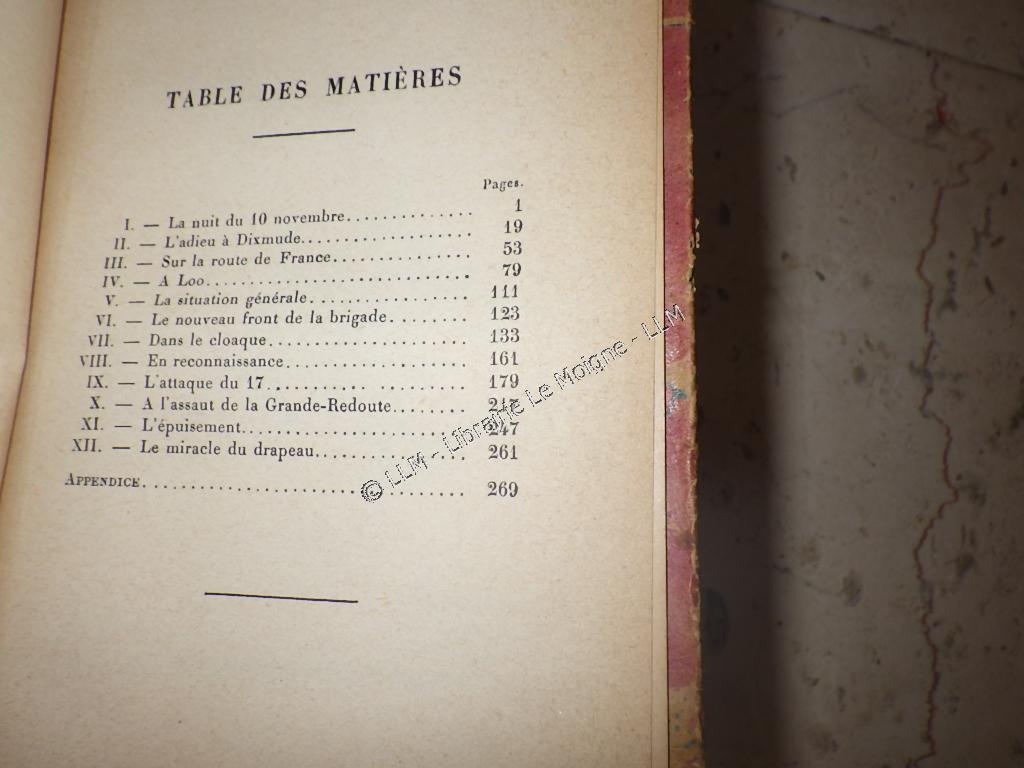 TABLE DES MATIÈRES
Pages.
I. — La nuit du 10 novembre.............. 1
II. — L'adieu à Dixmude.................... 19
III. — Sur la route de France................ 53
IV. — A Loo................................ 79
V. — La situation générale.................. 111
VI. — Le nouveau front de la brigade........ 123
VII. — Dans le cloaque....................... 133
VIII. — En reconnaissance.................... 161
IX. — L'attaque du 17....................... 179
X. — A l'assaut de la Grande-Redoute........
XI. — L'épuisement.......................... 247
XII. — Le miracle du drapeau................ 261
APPENDICE.................................. 269
© LLM - Librairie Le Moigne - LLM